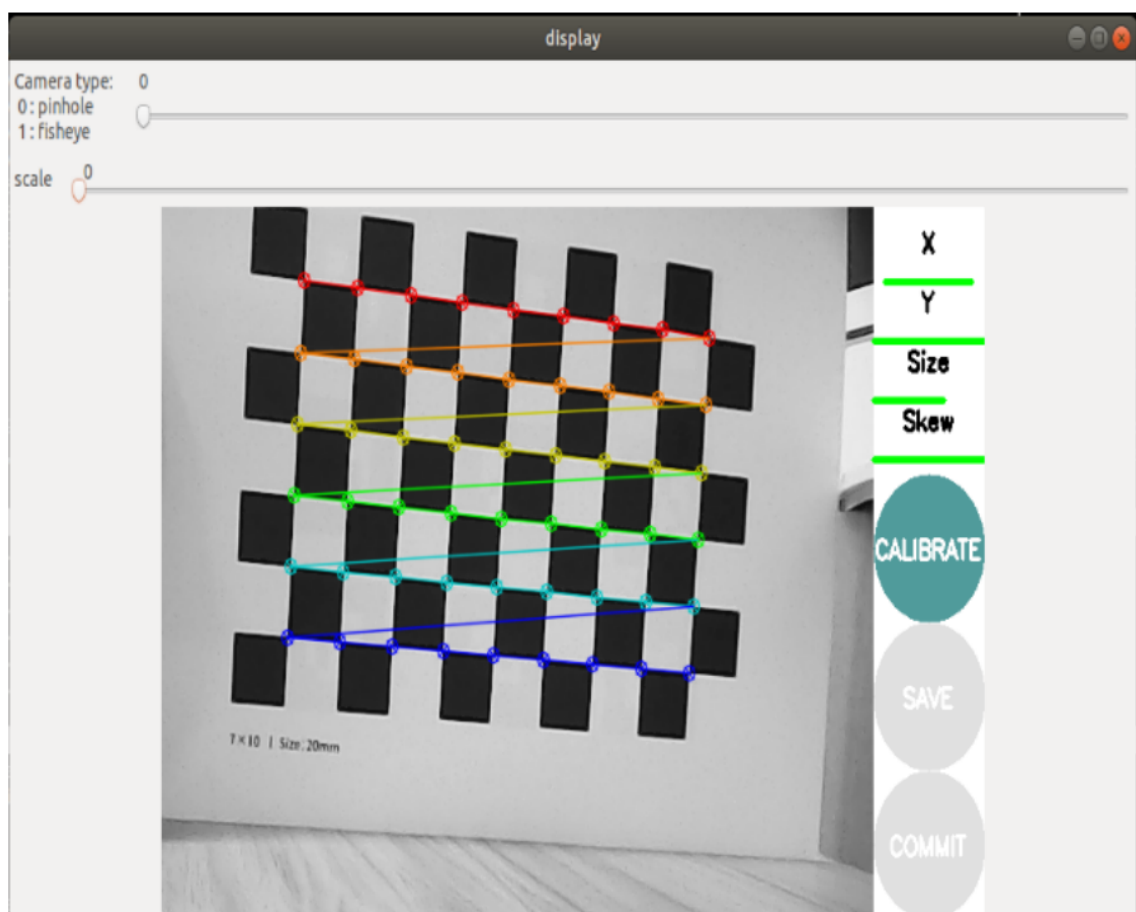 display
Camera type: 0
0 : pinhole
1 : fisheye
scale 0
X
Y
Size
Skew
CALIBRATE
SAVE
COMMIT
7×10 | Size:20mm